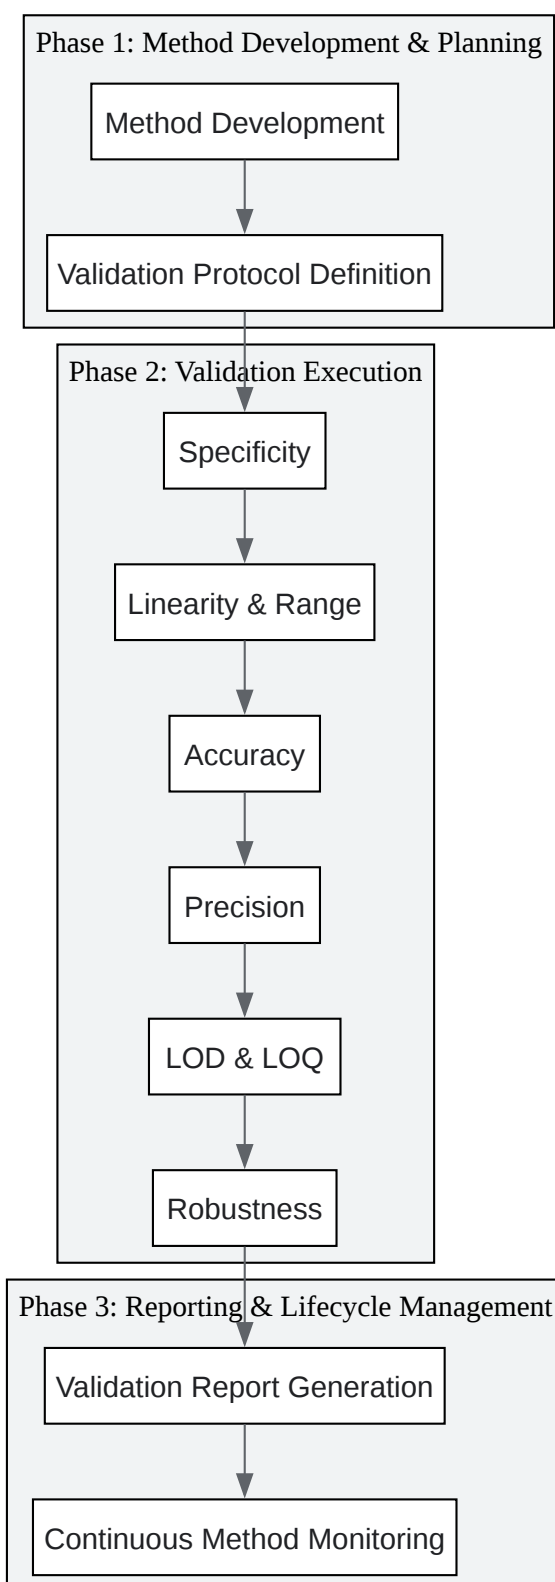 Phase 1: Method Development & Planning
Method Development
Validation Protocol Definition
Phase 2: Validation Execution
Specificity
Linearity & Range
Accuracy
Precision
LOD & LOQ
Robustness
Phase 3: Reporting & Lifecycle Management
Validation Report Generation
Continuous Method Monitoring